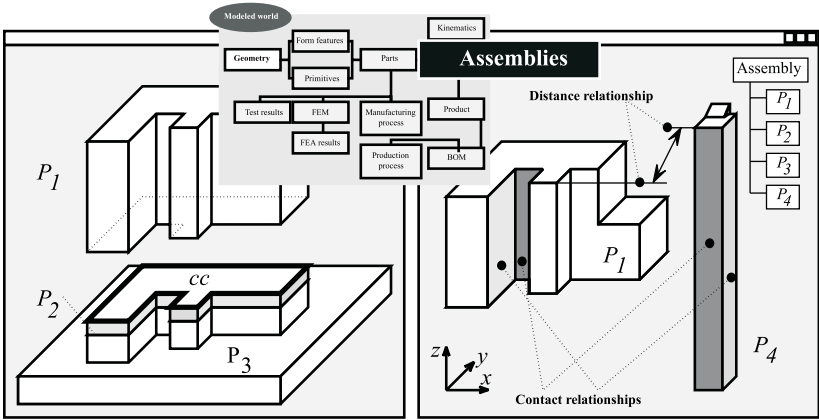 Modeled world
Kinematics
Form features
Geometry
Parts
Assemblies
Primitives
Test results
FEM
Manufacturing
process
Product
FEA results
Production
process
BOM
Assembly
P1
P2
P3
P4
Distance relationship
P1
cc
P2
P3
P1
z
y
x
P4
Contact relationships